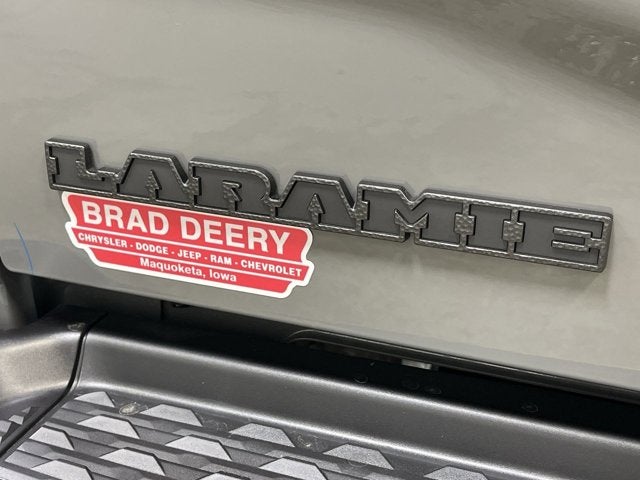 LARAMIE
BRAD DEERY
CHRYSLER - DODGE - JEEP - RAM - CHEVROLET
Maquoketa, Iowa